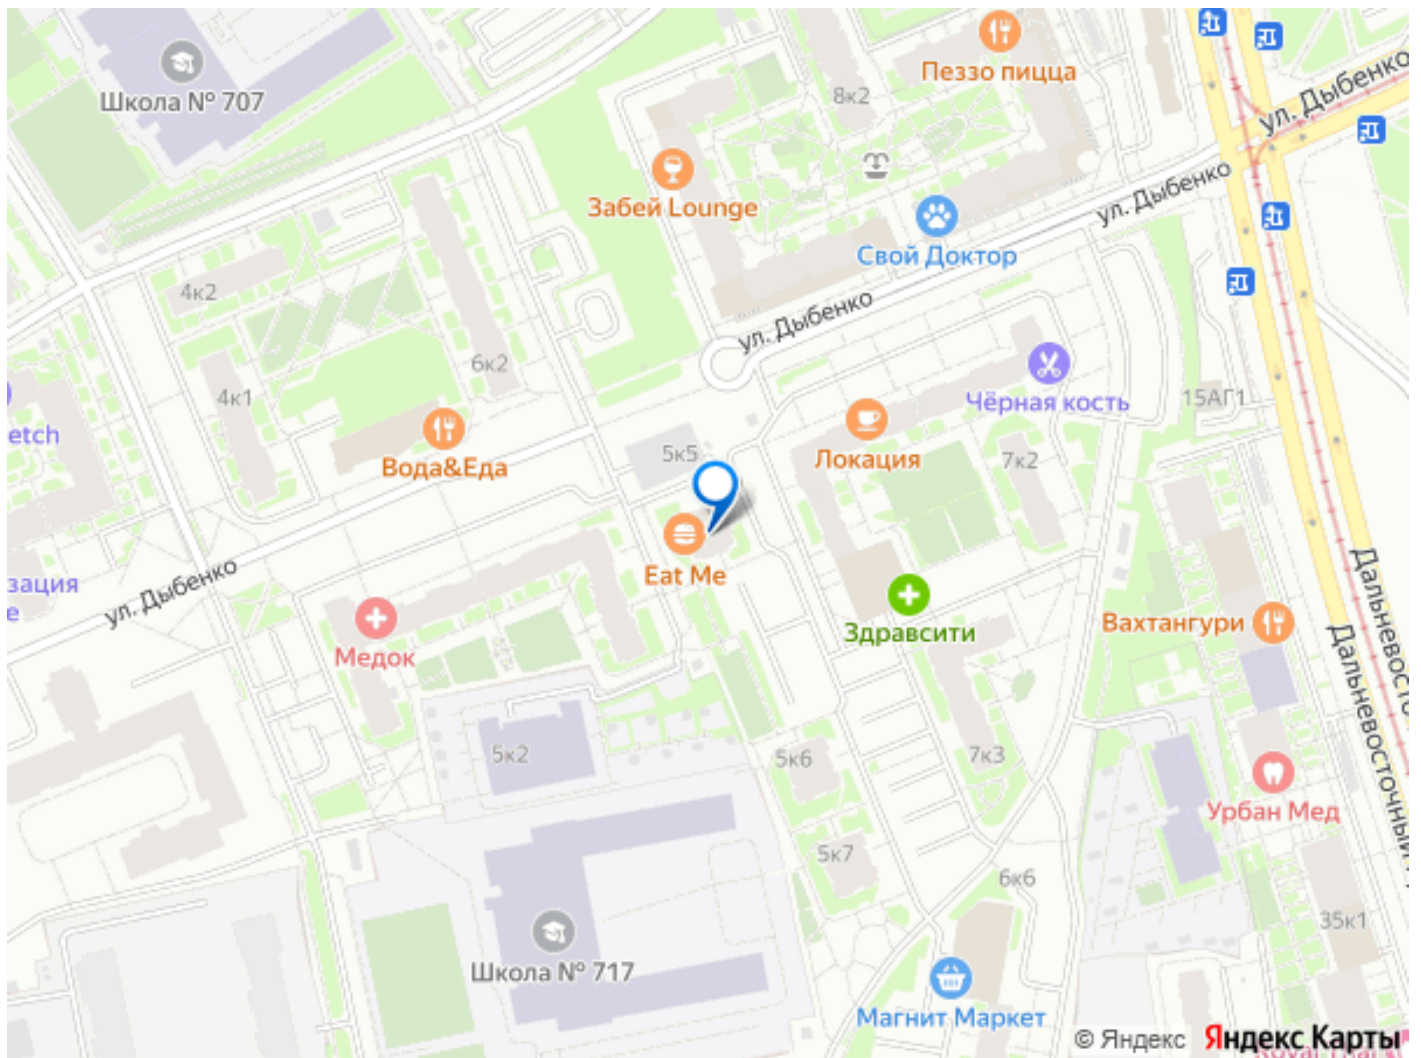 Школа № 707
Пеззо пицца
8к2
ул. Дыбенко
ул. Дыбенко
Забей Lounge
Свой Доктор
4к2
ул. Дыбенко
6к2
4к1
Чёрная кость
15АГ1
etch
Вода&Еда
5к5
Локация
7к2
Eat Me
зация
е
ул. Дыбенко
Медок
Здравсити
Вахтангури
Дальневосто
Дальневосточный п
5к2
5к6
7к3
Урбан Мед
5к7
6к6
35к1
Школа № 717
Магнит Маркет
© Яндекс
Яндекс Карты